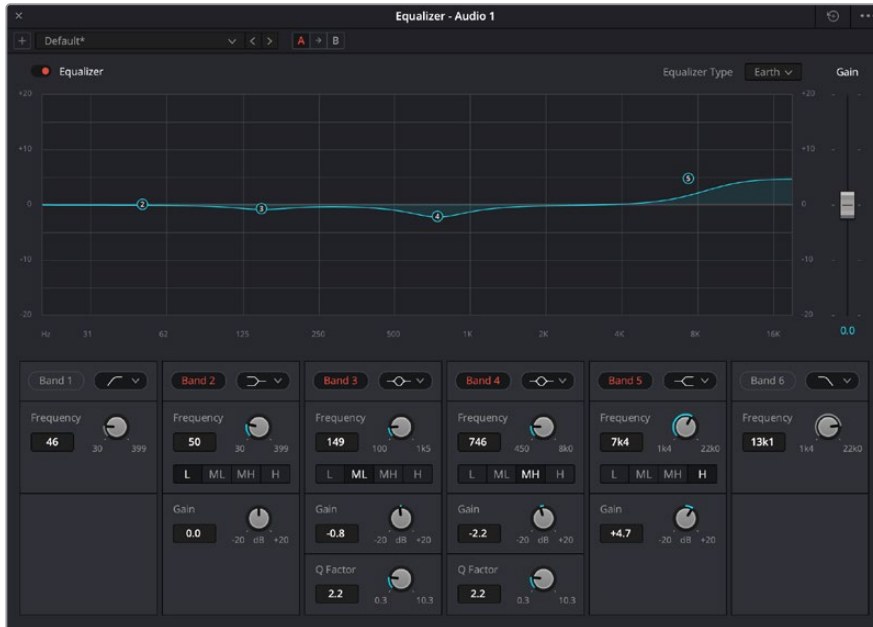 Equalizer - Audio 1
Default*
A
B
Equalizer
Equalizer Type
Earth
Gain
+20
+20
+10
+10
2
3
4
5
0
0
-10
-10
-20
-20
Hz 31 62 125 250 500 1K 2K 4K 8K 16K
0.0
Band 1
Band 2
Band 3
Band 4
Band 5
Band 6
Frequency
46
30 399
Frequency
50
30 399
L ML MH H
Gain
0.0
-20 dB +20
Frequency
149
100 1k5
L ML MH H
Gain
-0.8
-20 dB +20
Q Factor
2.2
0.3 10.3
Frequency
746
450 8k0
L ML MH H
Gain
-2.2
-20 dB +20
Q Factor
2.2
0.3 10.3
Frequency
7k4
1k4 22k0
L ML MH H
Gain
+4.7
-20 dB +20
Frequency
13k1
1k4 22k0